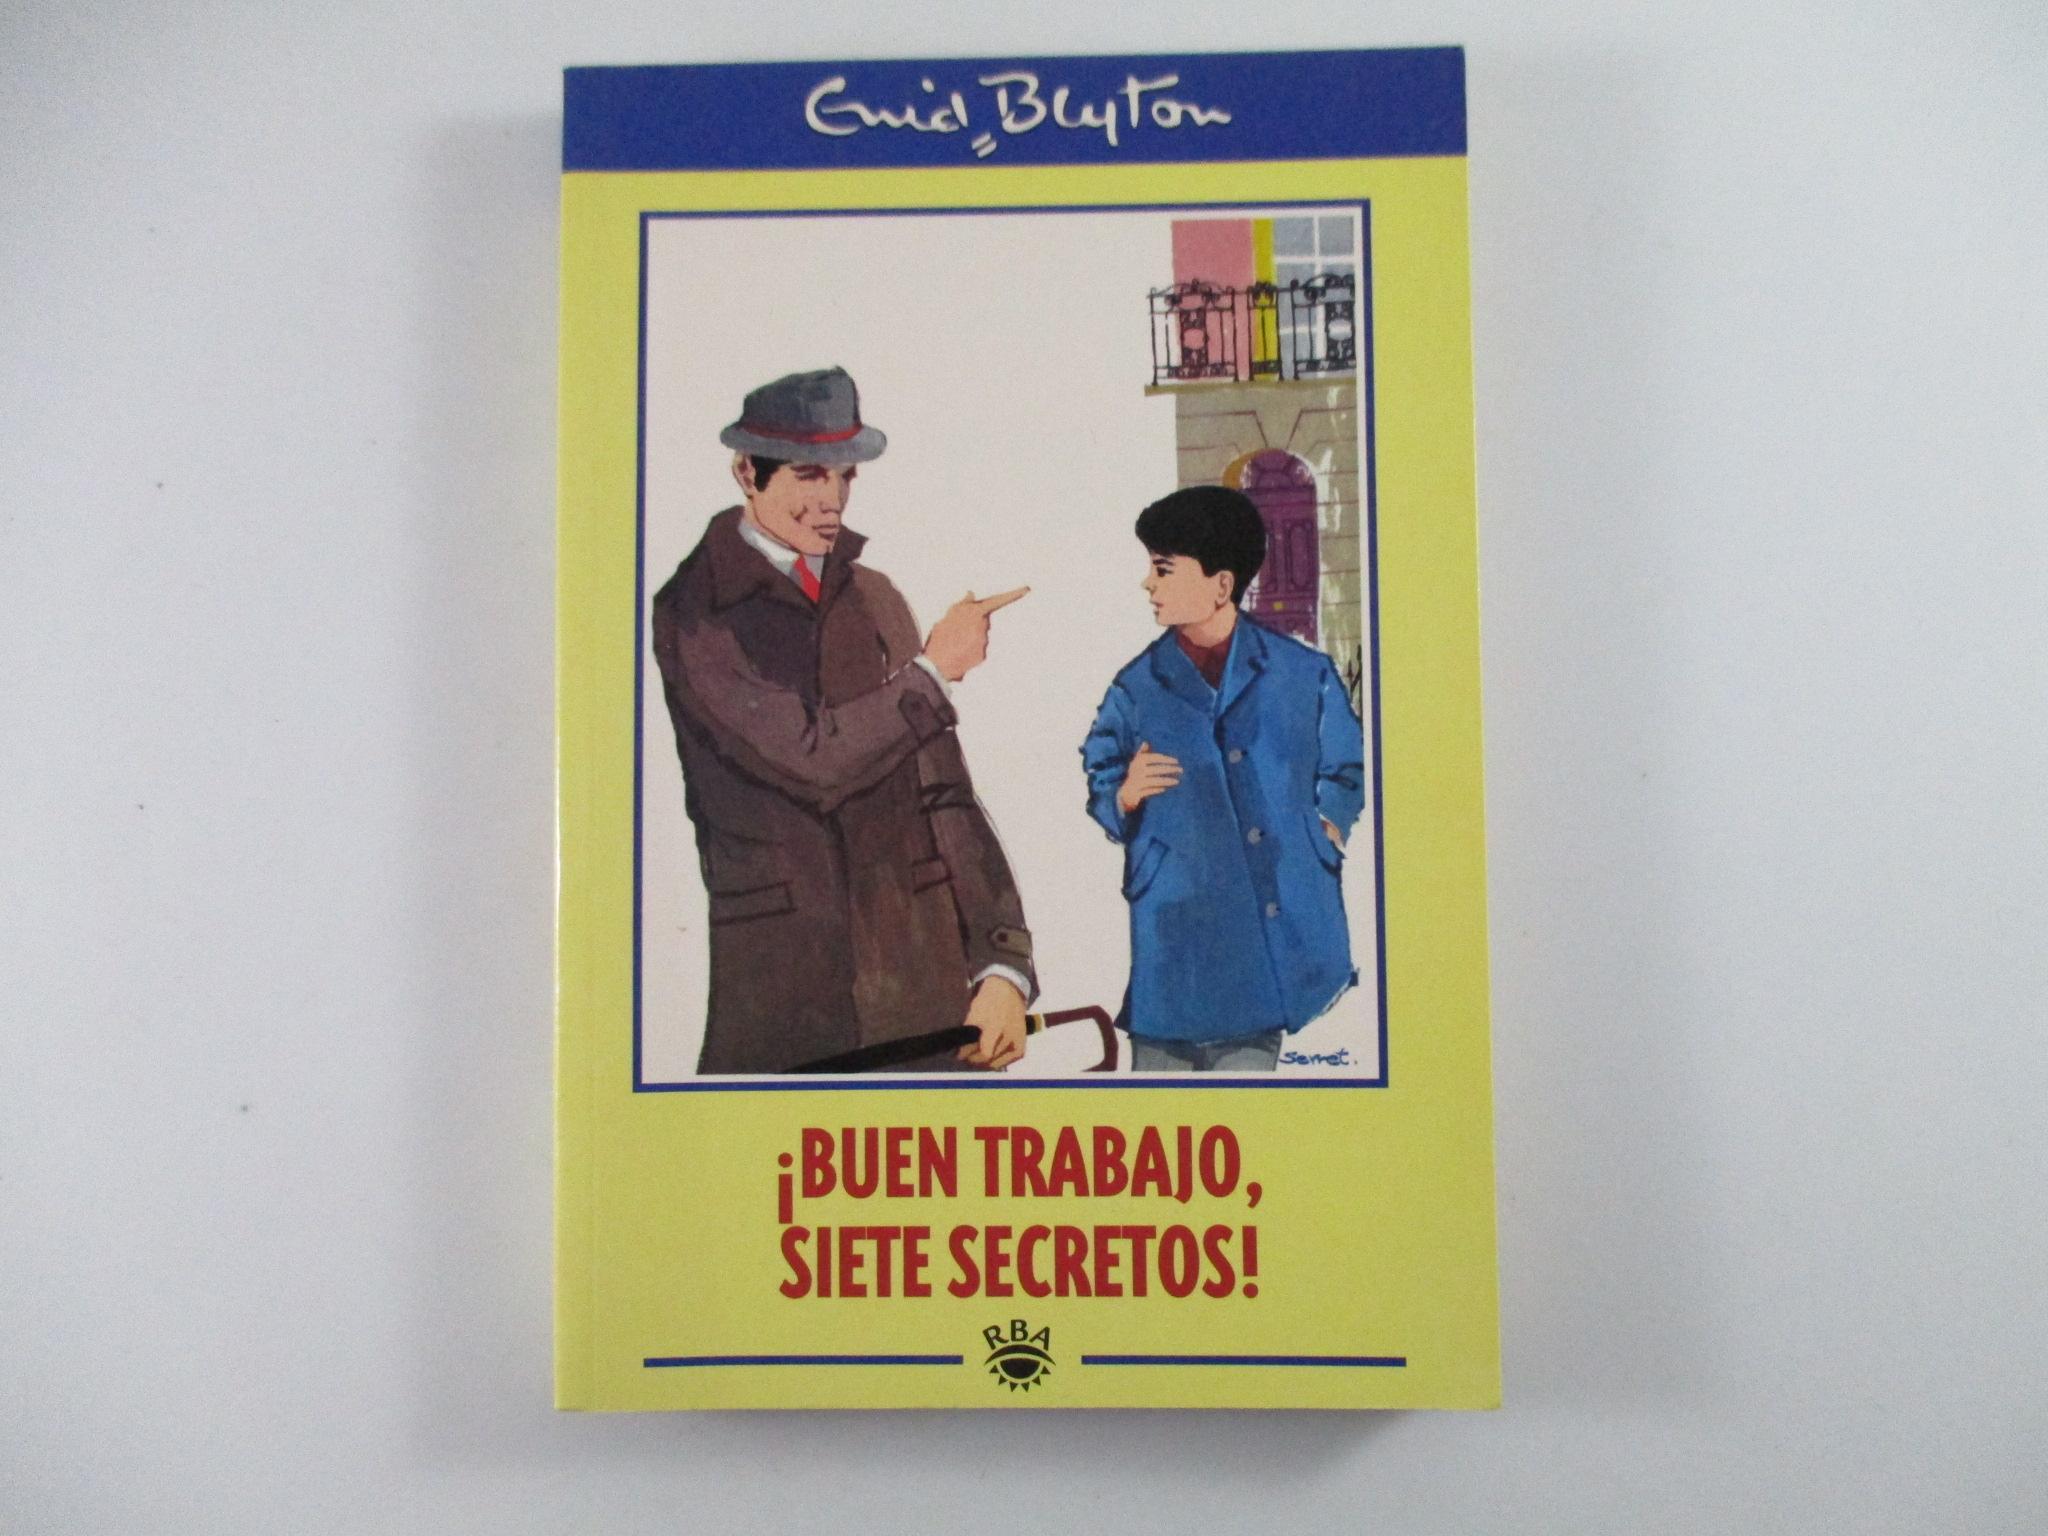 Enid Blyton
Serret.
¡BUEN TRABAJO,
SIETE SECRETOS!
RBA